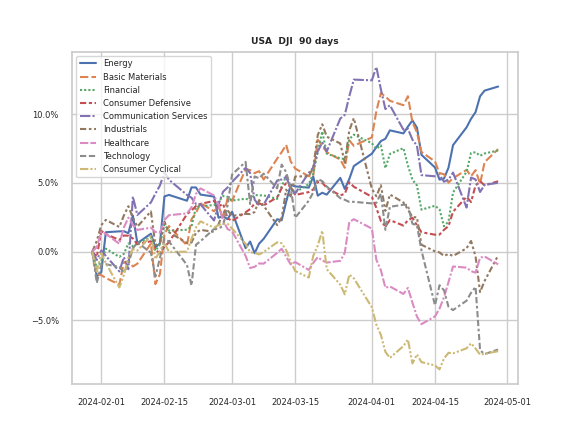 USA DJI 90 days
Energy
Basic Materials
Financial
Consumer Defensive
Communication Services
Industrials
Healthcare
Technology
Consumer Cyclical
10.0%
5.0%
0.0%
−5.0%
2024-02-01 2024-02-15 2024-03-01 2024-03-15 2024-04-01 2024-04-15 2024-05-01